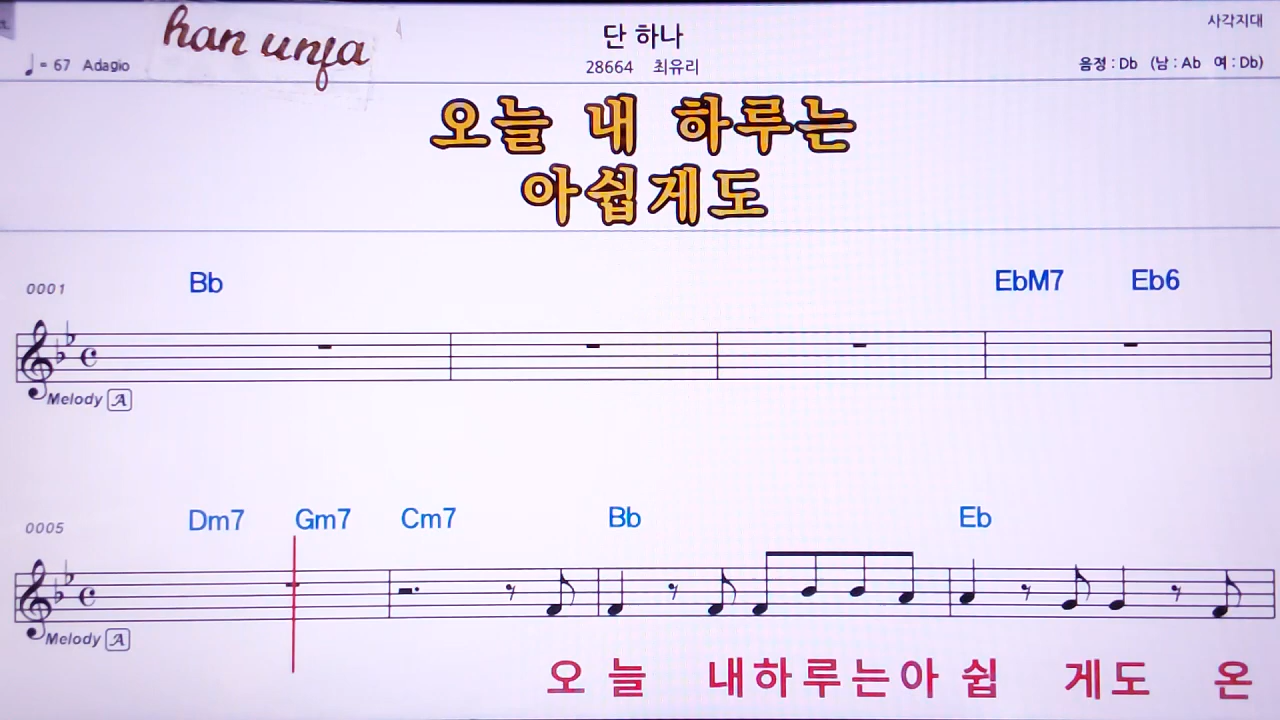 han unja
단 하나
사각지대
♩= 67 Adagio
28664 최유리
음정 : Db (남 : Ab 여 : Db)
오늘 내 하루는
아쉽게도
0001 Bb EbM7 Eb6
Melody A
0005 Dm7 Gm7 Cm7 Bb Eb
Melody A
오 늘 내하루는아 쉽 게도 온